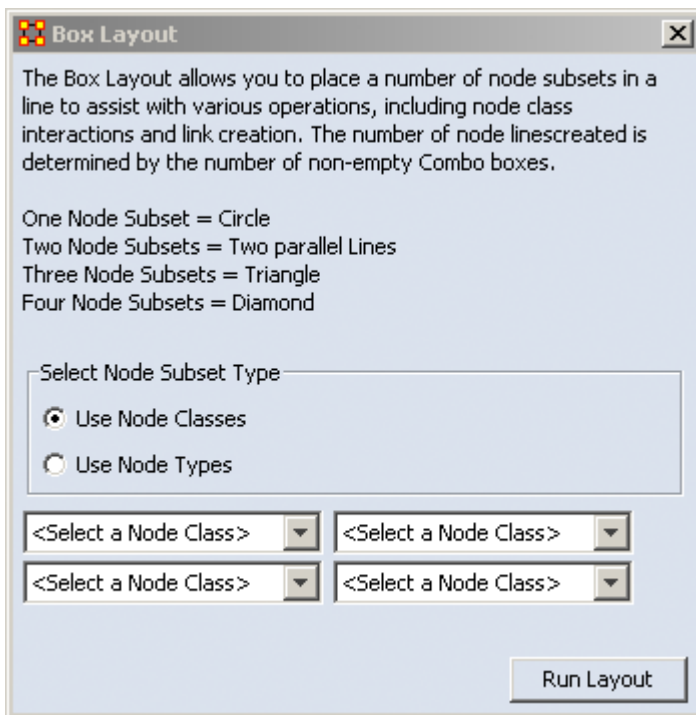 Box Layout
The Box Layout allows you to place a number of node subsets in a
line to assist with various operations, including node class
interactions and link creation. The number of node linescreated is
determined by the number of non-empty Combo boxes.
One Node Subset = Circle
Two Node Subsets = Two parallel Lines
Three Node Subsets = Triangle
Four Node Subsets = Diamond
Select Node Subset Type
Use Node Classes
Use Node Types
<Select a Node Class> <Select a Node Class>
<Select a Node Class> <Select a Node Class>
Run Layout